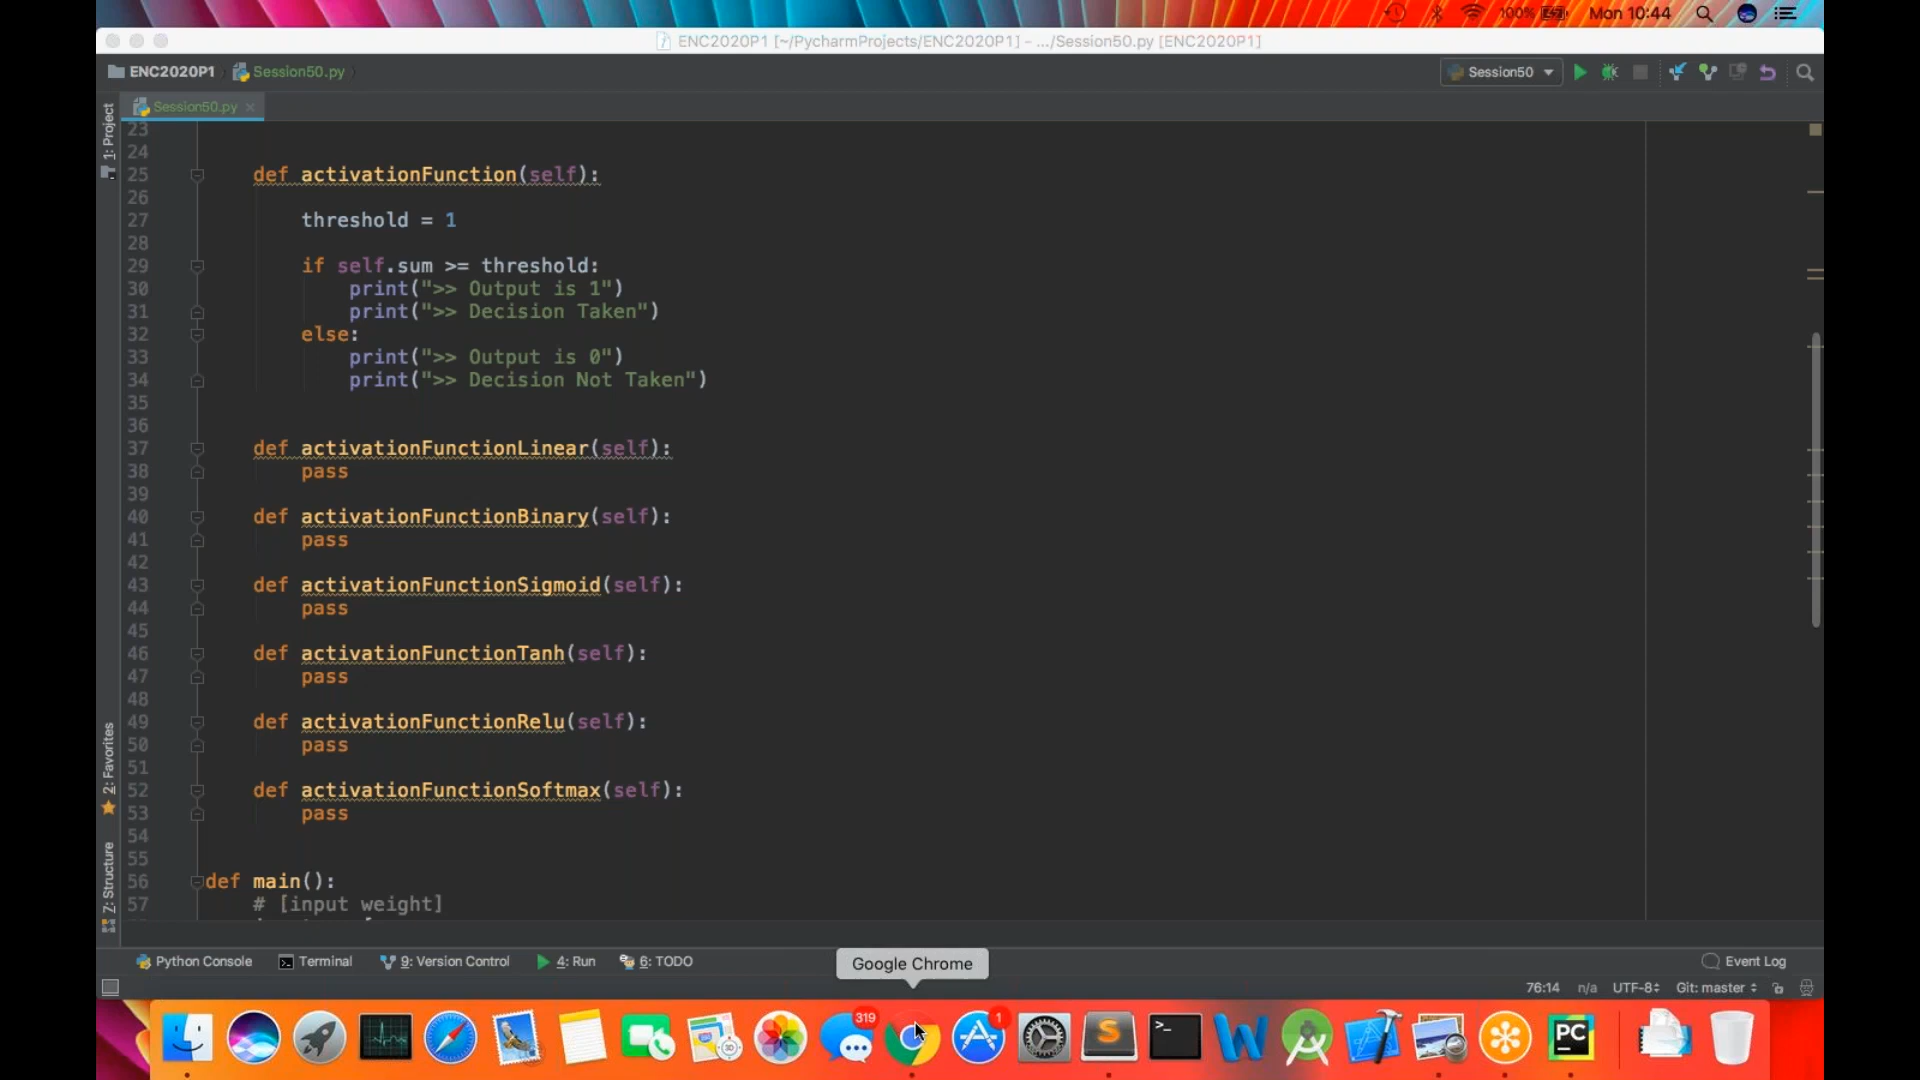 100% Mon 10:44
ENC2020P1 [~/PycharmProjects/ENC2020P1] - .../Session50.py [ENC2020P1]
ENC2020P1 Session50.py Session50
Session50.py
1: Project
2: Favorites
7: Structure
23
24
25 def activationFunction(self):
26
27 threshold = 1
28
29 if self.sum >= threshold:
30 print(">> Output is 1")
31 print(">> Decision Taken")
32 else:
33 print(">> Output is 0")
34 print(">> Decision Not Taken")
35
36
37 def activationFunctionLinear(self):
38 pass
39
40 def activationFunctionBinary(self):
41 pass
42
43 def activationFunctionSigmoid(self):
44 pass
45
46 def activationFunctionTanh(self):
47 pass
48
49 def activationFunctionRelu(self):
50 pass
51
52 def activationFunctionSoftmax(self):
53 pass
54
55
56 def main():
57 # [input weight]
Python Console Terminal 9: Version Control 4: Run 6: TODO Event Log
Google Chrome
76:14 n/a UTF-8 Git: master
319 1
3D S >_ W PC